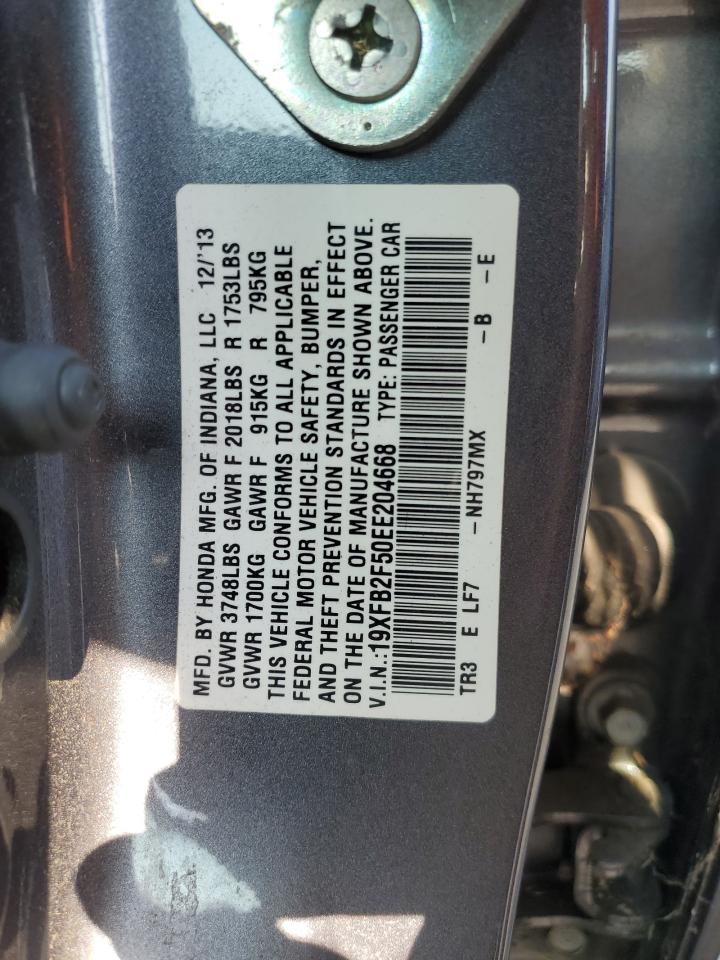 MFD. BY HONDA MFG. OF INDIANA, LLC 12/'13
GVWR 3748LBS GAWR F 2018LBS R 1753LBS
GVWR 1700KG GAWR F 915KG R 795KG
THIS VEHICLE CONFORMS TO ALL APPLICABLE
FEDERAL MOTOR VEHICLE SAFETY, BUMPER,
AND THEFT PREVENTION STANDARDS IN EFFECT
ON THE DATE OF MANUFACTURE SHOWN ABOVE.
V.I.N.:19XFB2F50EE204668 TYPE: PASSENGER CAR
TR3 E LF7 -NH797MX -B -E